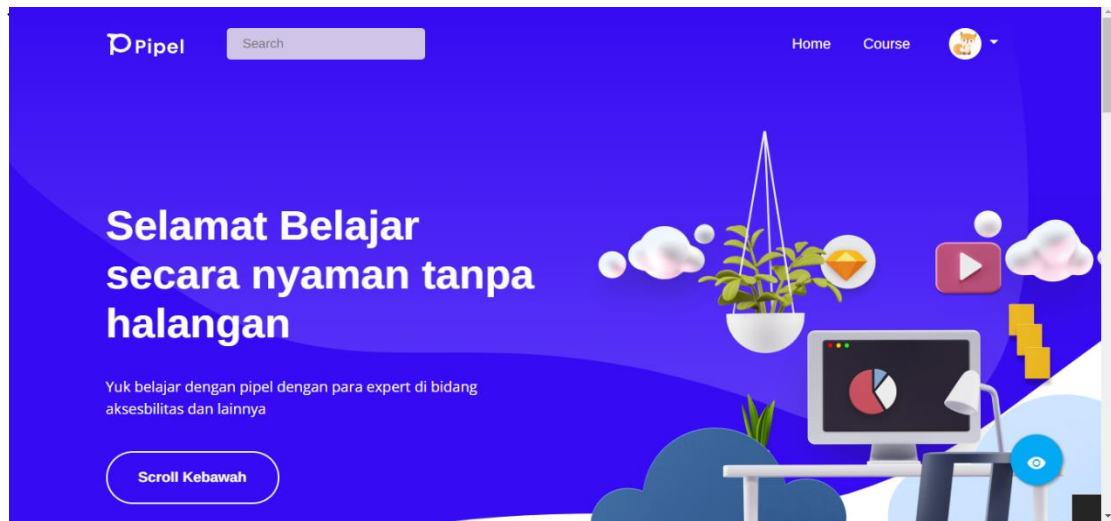 Pipel
Search
Home
Course
Selamat Belajar
secara nyaman tanpa
halangan
Yuk belajar dengan pipel dengan para expert di bidang
aksesbilitas dan lainnya
Scroll Kebawah